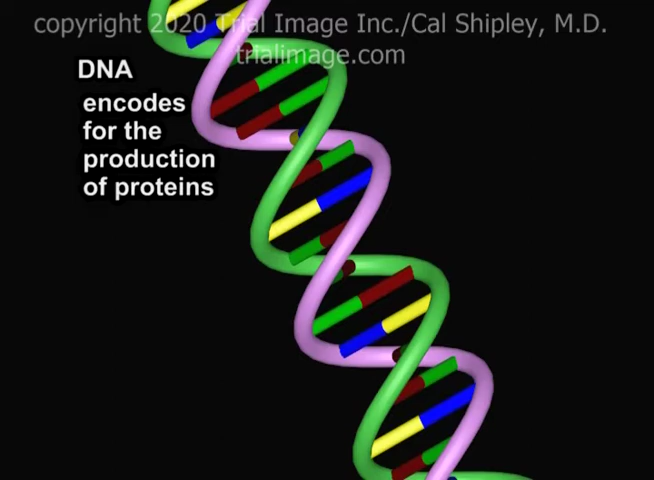 copyright 2020 Trial Image Inc./Cal Shipley, M.D.
trialimage.com
DNA
encodes
for the
production
of proteins